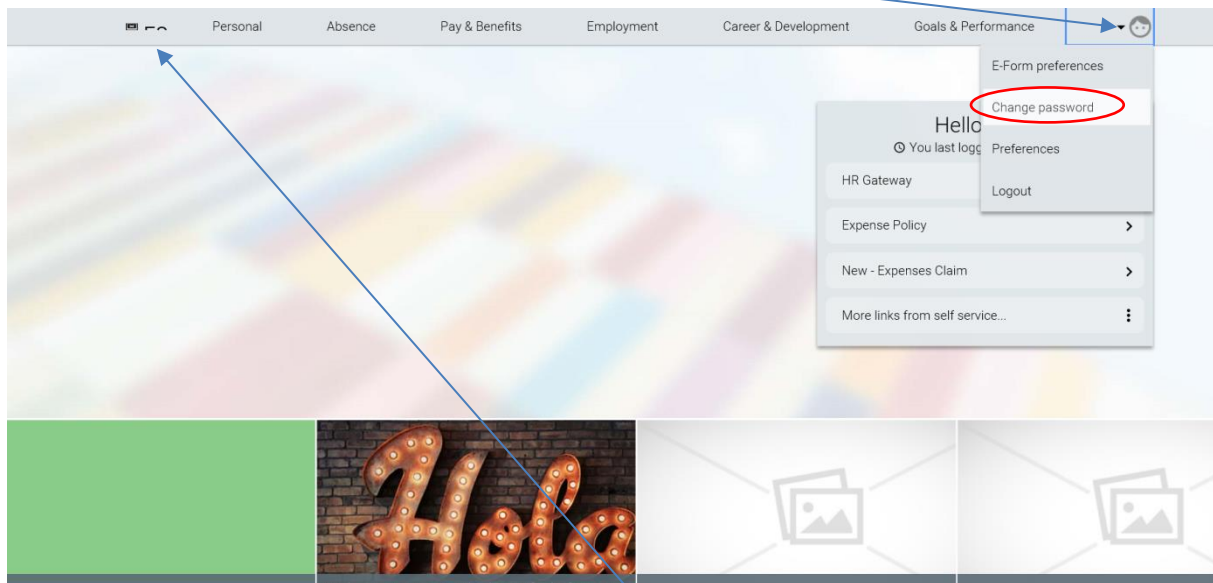 Personal Absence Pay & Benefits Employment Career & Development Goals & Performance
E-Form preferences
Change password
Hello
You last logg
Preferences
HR Gateway
Logout
Expense Policy
New - Expenses Claim
More links from self service...
Hola